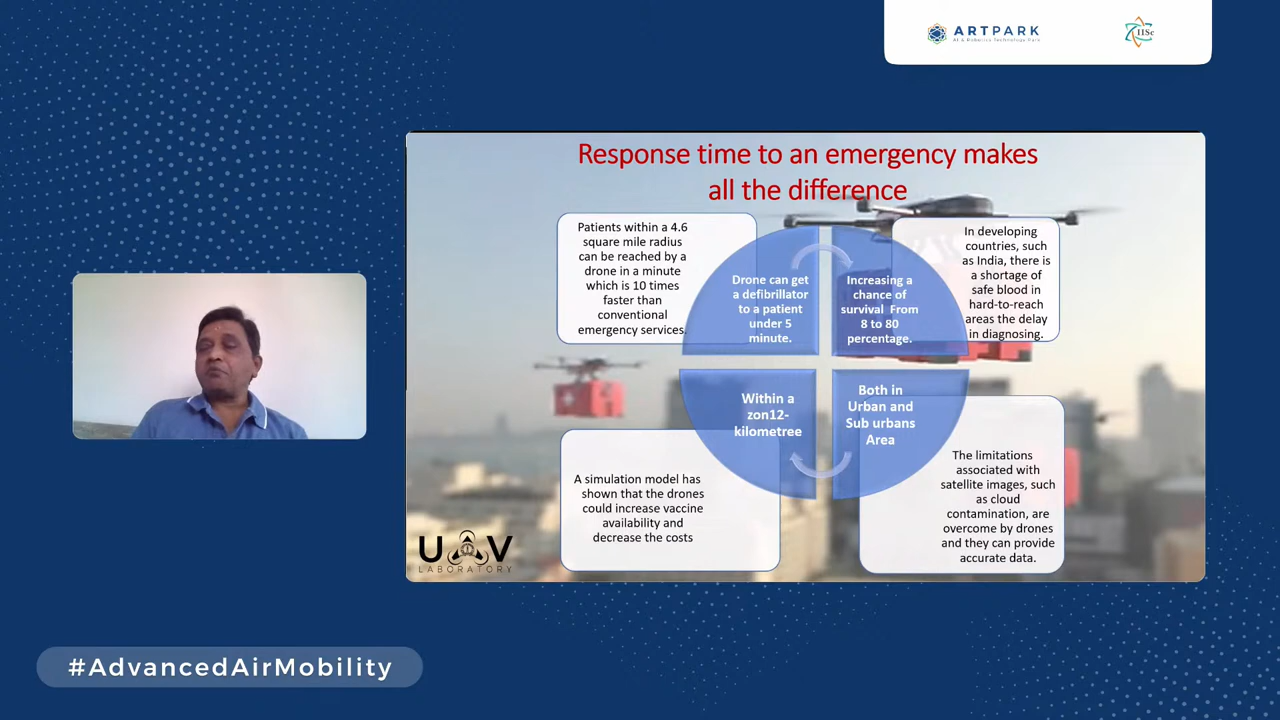 ARTPARK
AI & Robotics Technology Park
IISc
Response time to an emergency makes
all the difference
Patients within a 4.6
square mile radius
can be reached by a
drone in a minute
which is 10 times
faster than
conventional
emergency services.
Drone can get
a defibrillator
to a patient
under 5
minute.
Increasing a
chance of
survival From
8 to 80
percentage.
In developing
countries, such
as India, there is
a shortage of
safe blood in
hard-to-reach
areas the delay
in diagnosing.
Within a
zon12-
kilometree
Both in
Urban and
Sub urbans
Area
A simulation model has
shown that the drones
could increase vaccine
availability and
decrease the costs
The limitations
associated with
satellite images, such
as cloud
contamination, are
overcome by drones
and they can provide
accurate data.
UAV
LABORATORY
#AdvancedAirMobility